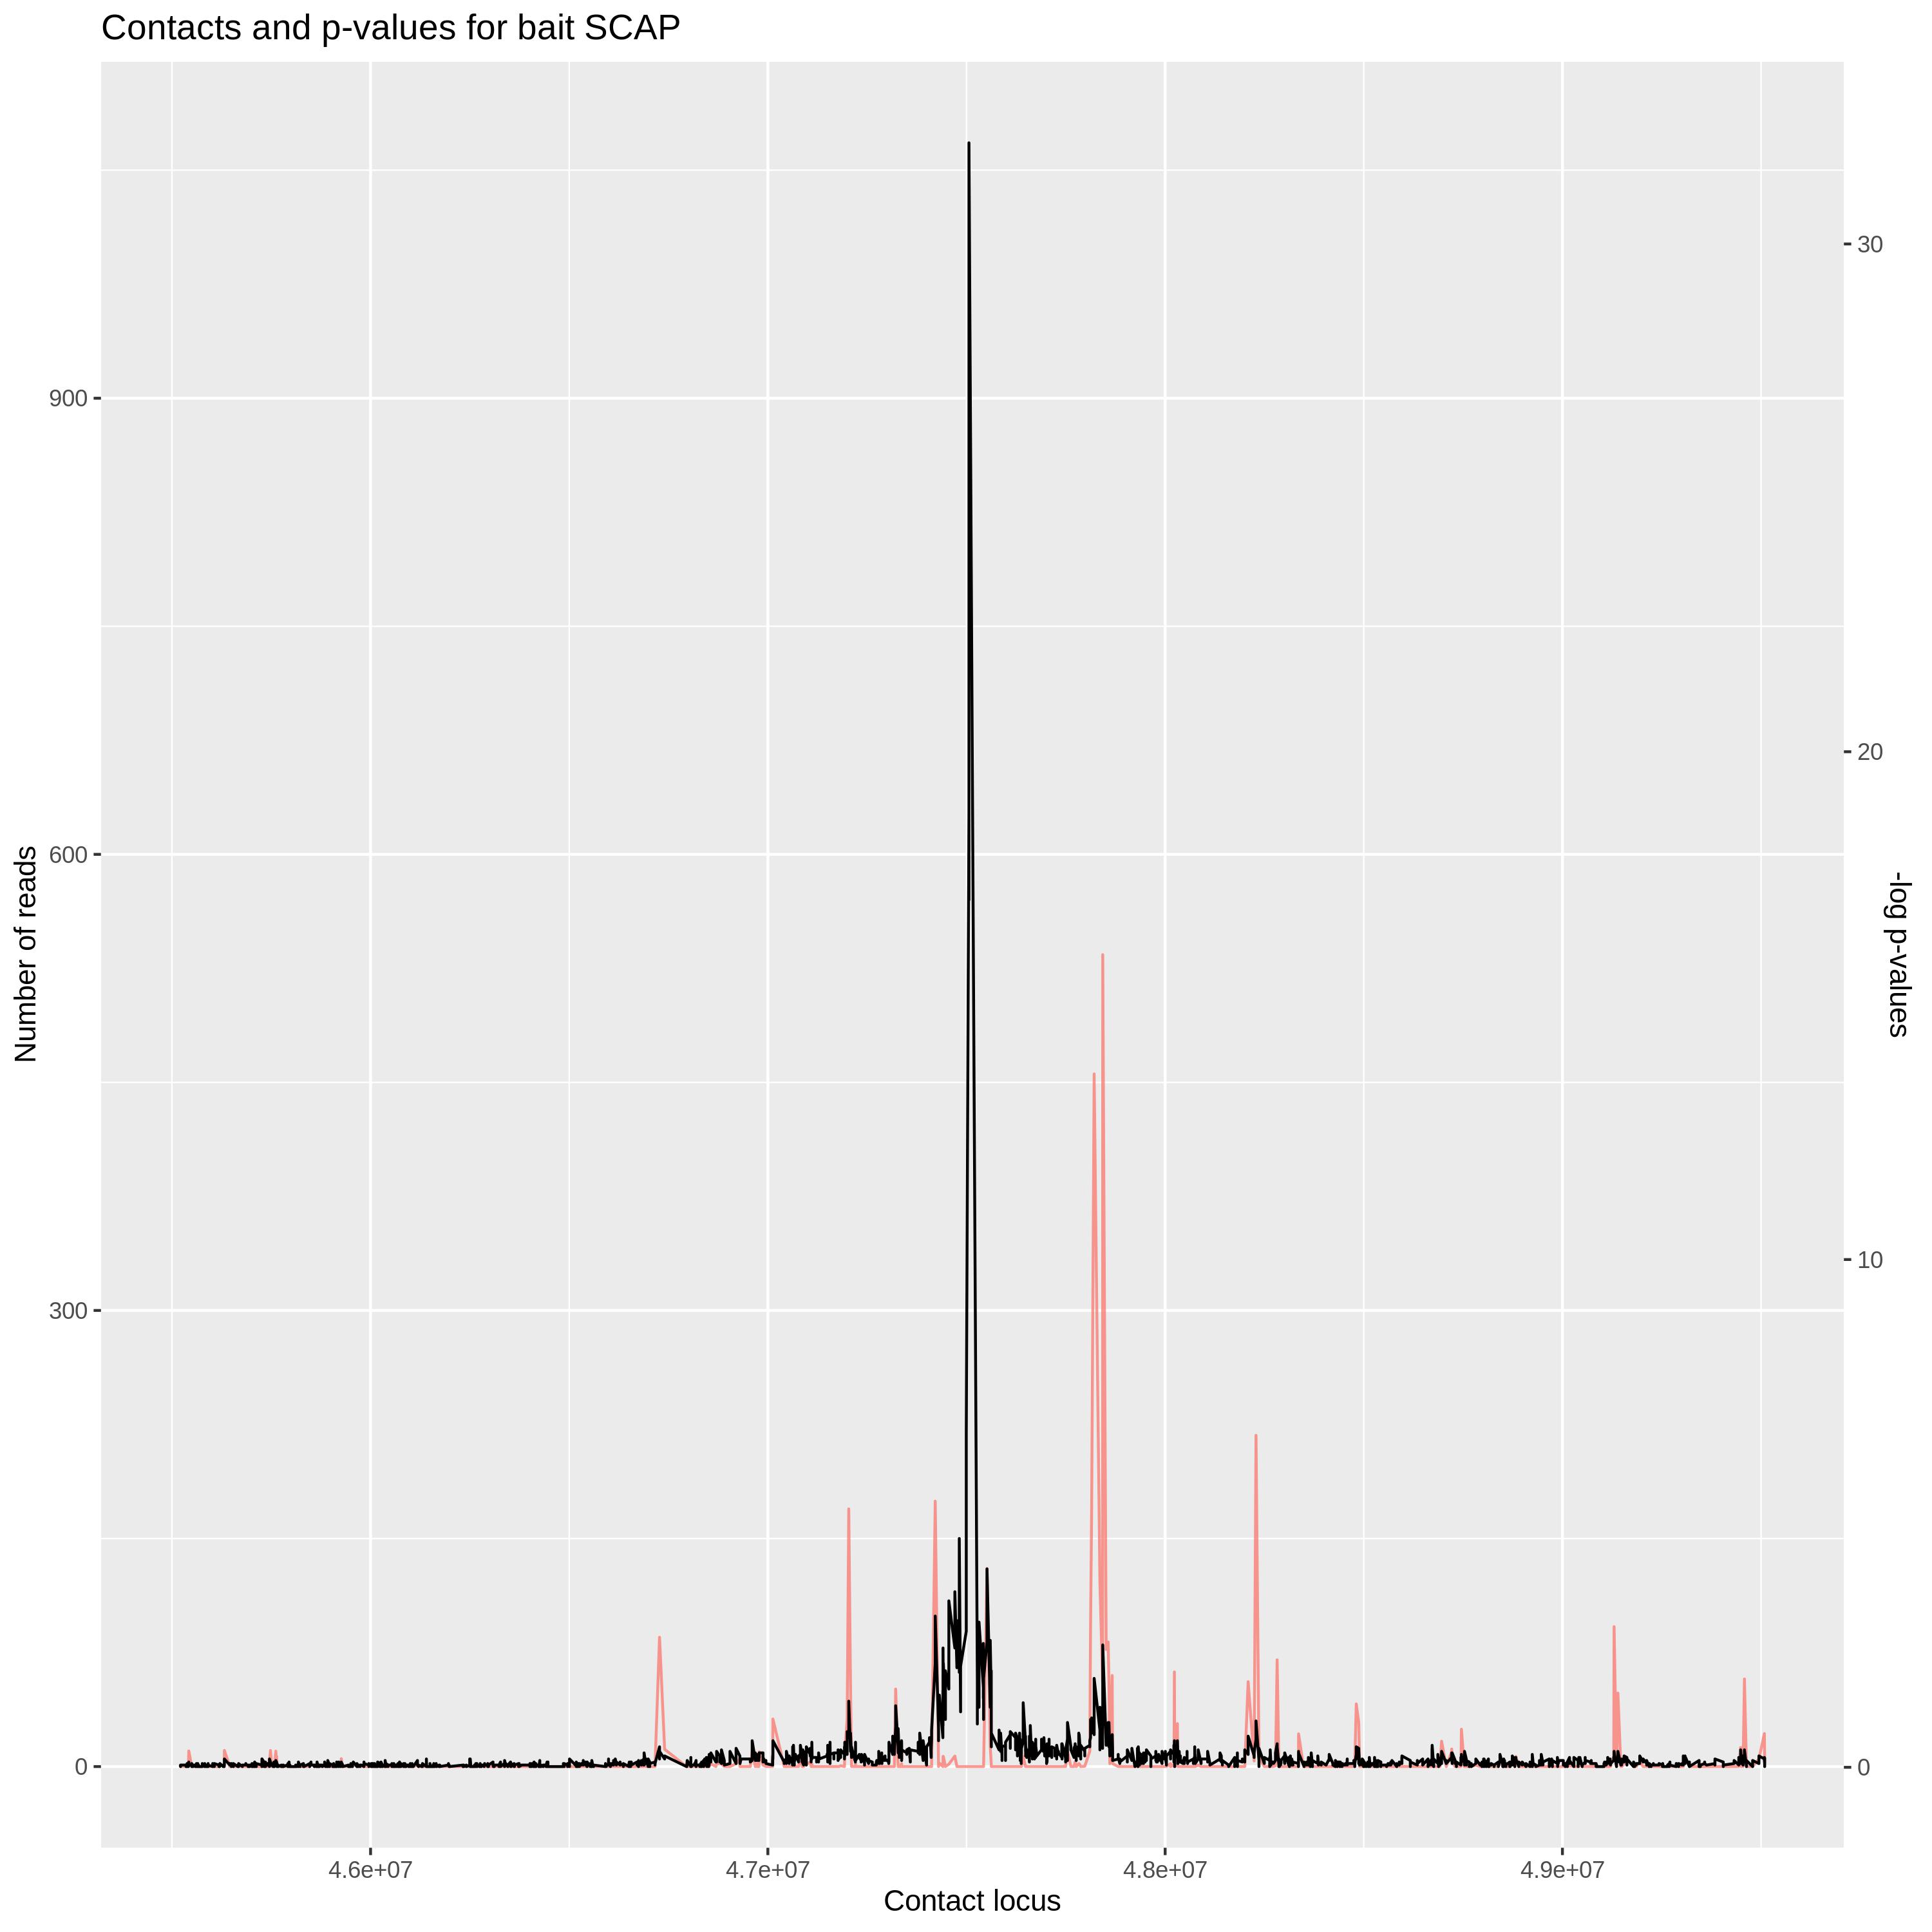 Contacts and p-values for bait SCAP
Number of reads
900
600
300
0
30
20
10
0
-log p-values
4.6e+07
4.7e+07
4.8e+07
4.9e+07
Contact locus